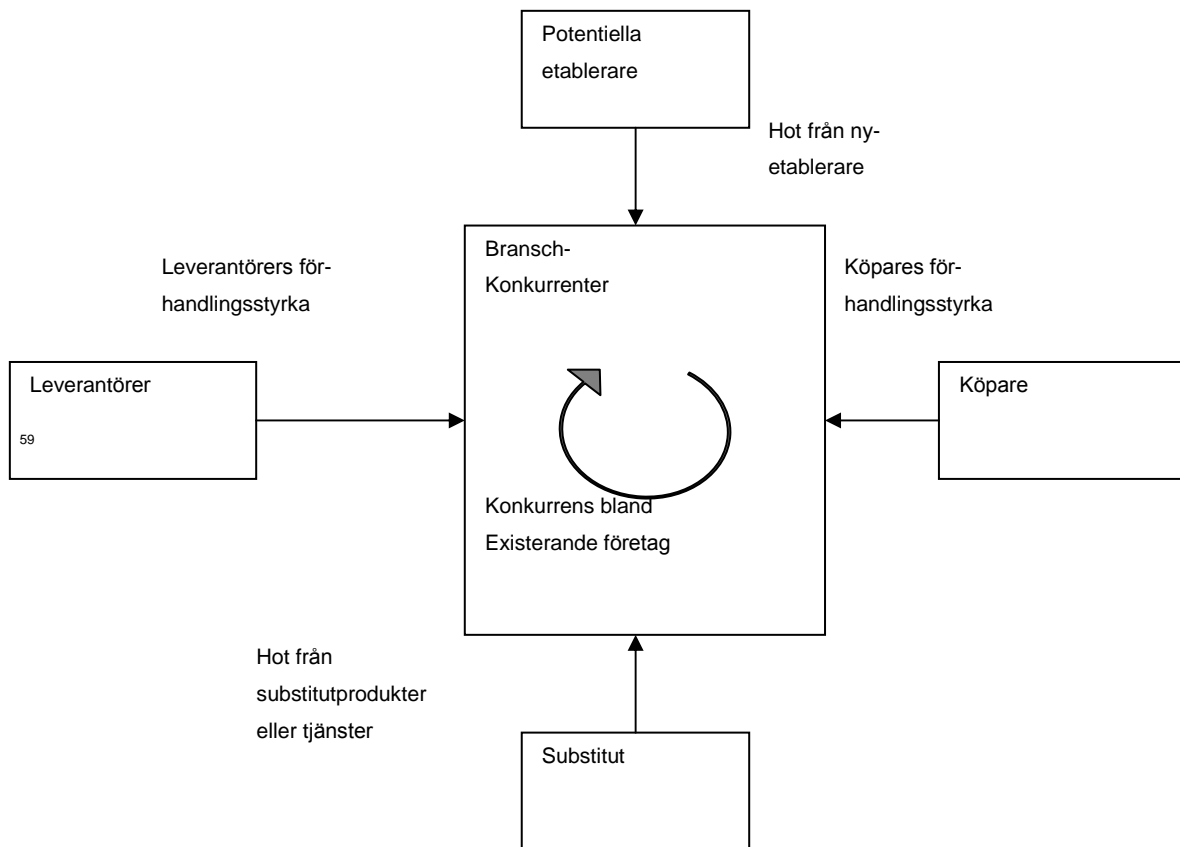 Potentiella
etablerare
Hot från ny-
etablerare
Bransch-
Konkurrenter
Leverantörers för-
handlingsstyrka
Köpares för-
handlingsstyrka
Leverantörer
59
Köpare
Konkurrens bland
Existerande företag
Hot från
substitutprodukter
eller tjänster
Substitut